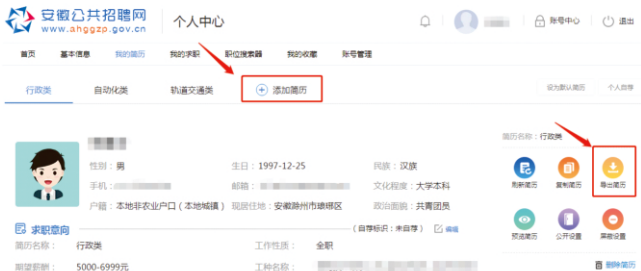 安徽公共招聘网
www.ahggzp.gov.cn
个人中心
账号中心
退出
首页 基本信息 我的简历 我的求职 职位搜索器 我的收藏 账号管理
行政类 自动化类 轨道交通类 添加简历 设为默认简历 个人自荐
简历名称：行政类
性别：男 生日：1997-12-25 民族：汉族
手机： 邮箱： 文化程度：大学本科
户籍：本地非农业户口（本地城镇） 现居住地：安徽滁州市琅琊区 政治面貌：共青团员
刷新简历 复制简历 导出简历
求职意向 （自荐标识：未自荐） 编辑
预览简历 公开设置 屏蔽设置
简历名称： 行政类 工作性质： 全职
期望薪酬： 5000-6999元 工种名称：
删除简历